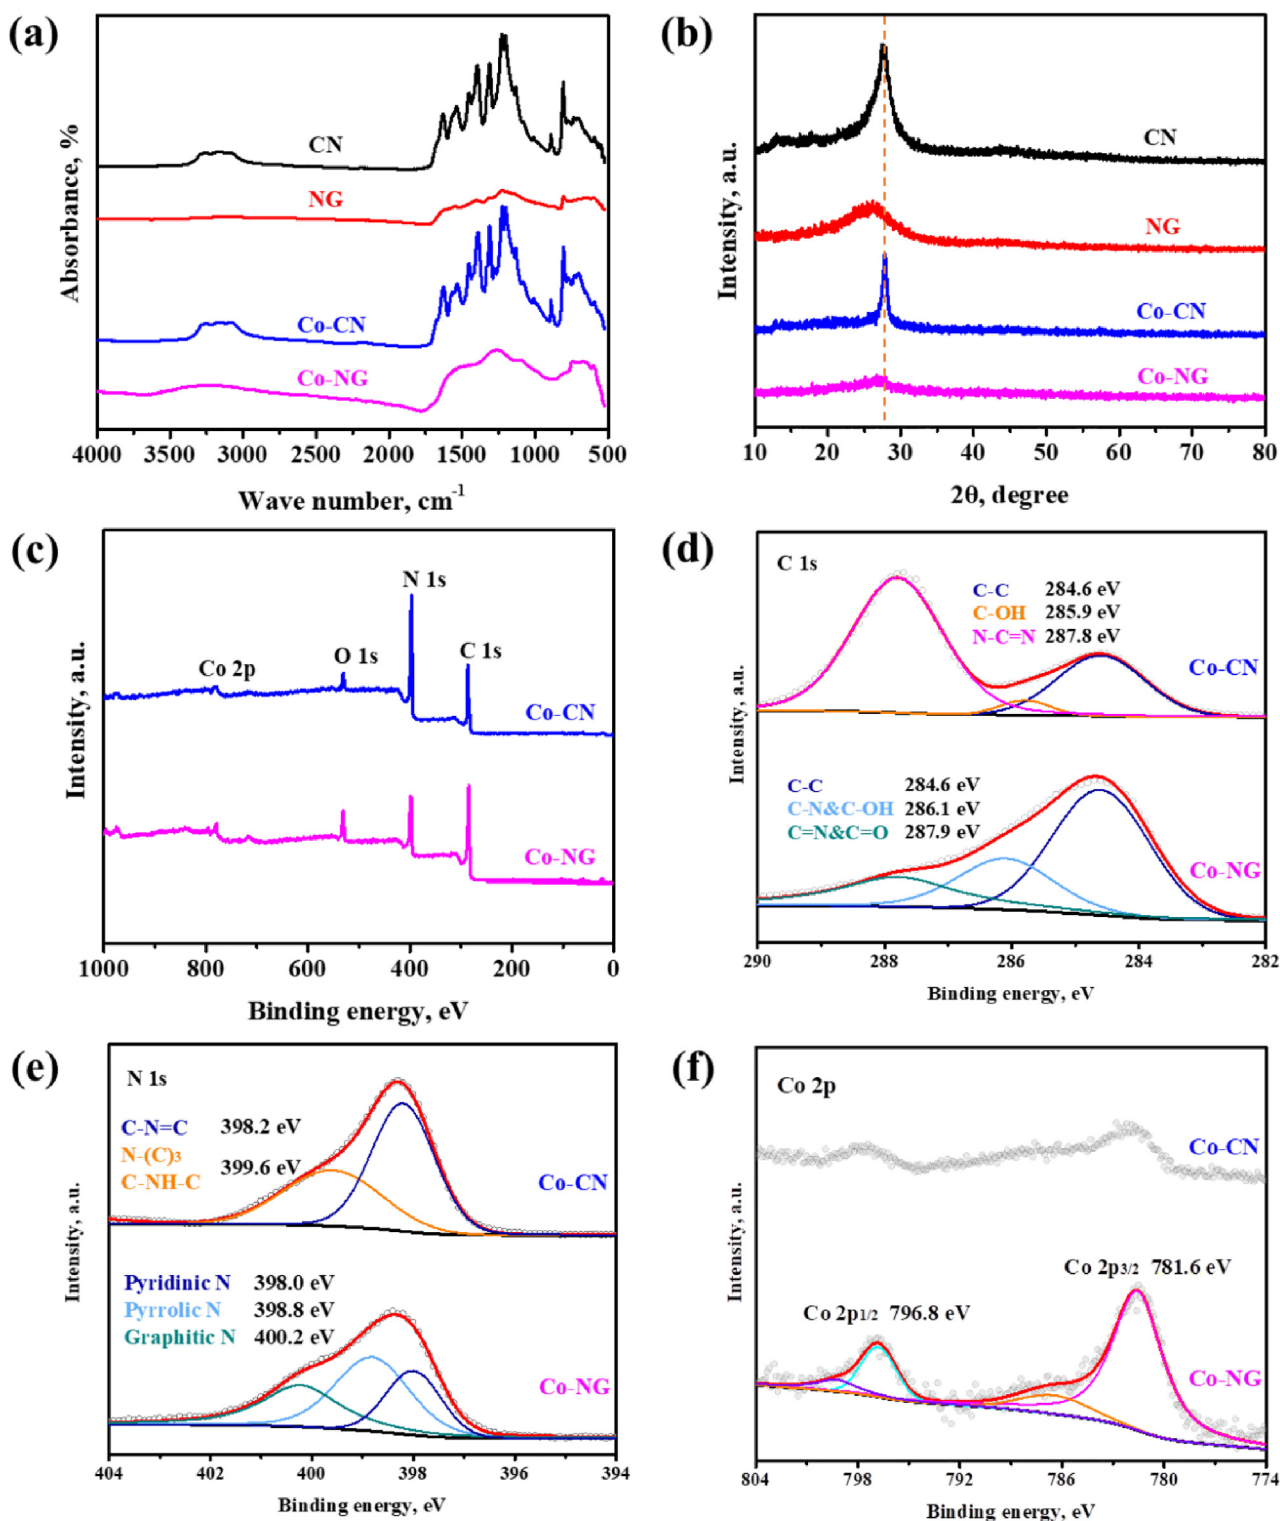 (a)
Absorbance, %
CN
NG
Co-CN
Co-NG
4000 3500 3000 2500 2000 1500 1000 500
Wave number, cm-1
(b)
Intensity, a.u.
CN
NG
Co-CN
Co-NG
10 20 30 40 50 60 70 80
2θ, degree
(c)
Intensity, a.u.
Co 2p
O 1s
N 1s
C 1s
Co-CN
Co-NG
1000 800 600 400 200 0
Binding energy, eV
(d)
Intensity, a.u.
C 1s
C-C 284.6 eV
C-OH 285.9 eV
N-C=N 287.8 eV
Co-CN
C-C 284.6 eV
C-N&C-OH 286.1 eV
C=N&C=O 287.9 eV
Co-NG
290 288 286 284 282
Binding energy, eV
(e)
Intensity, a.u.
N 1s
C-N=C 398.2 eV
N-(C)3
399.6 eV
C-NH-C
Co-CN
Pyridinic N 398.0 eV
Pyrrolic N 398.8 eV
Graphitic N 400.2 eV
Co-NG
404 402 400 398 396 394
Binding energy, eV
(f)
Intensity, a.u.
Co 2p
Co-CN
Co 2p3/2 781.6 eV
Co 2p1/2 796.8 eV
Co-NG
804 798 792 786 780 774
Binding energy, eV